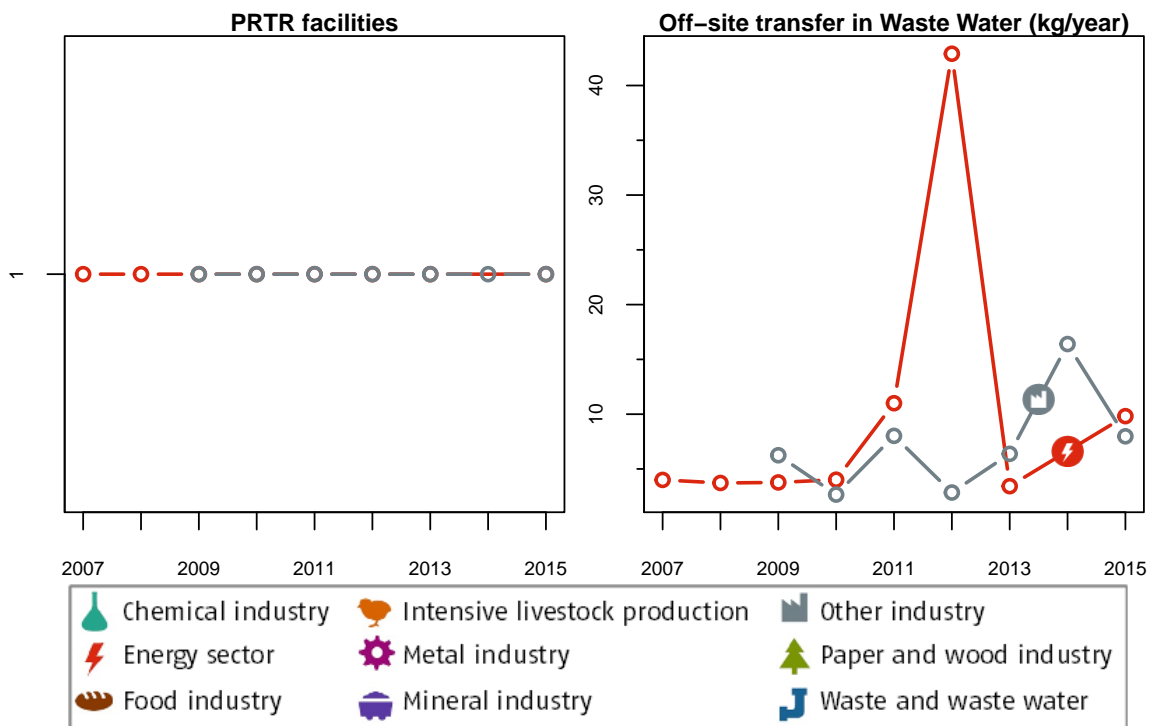 PRTR facilities
1
2007 2009 2011 2013 2015
Off−site transfer in Waste Water (kg/year)
40
30
20
10
2007 2009 2011 2013 2015
Chemical industry Intensive livestock production Other industry
Energy sector Metal industry Paper and wood industry
Food industry Mineral industry Waste and waste water